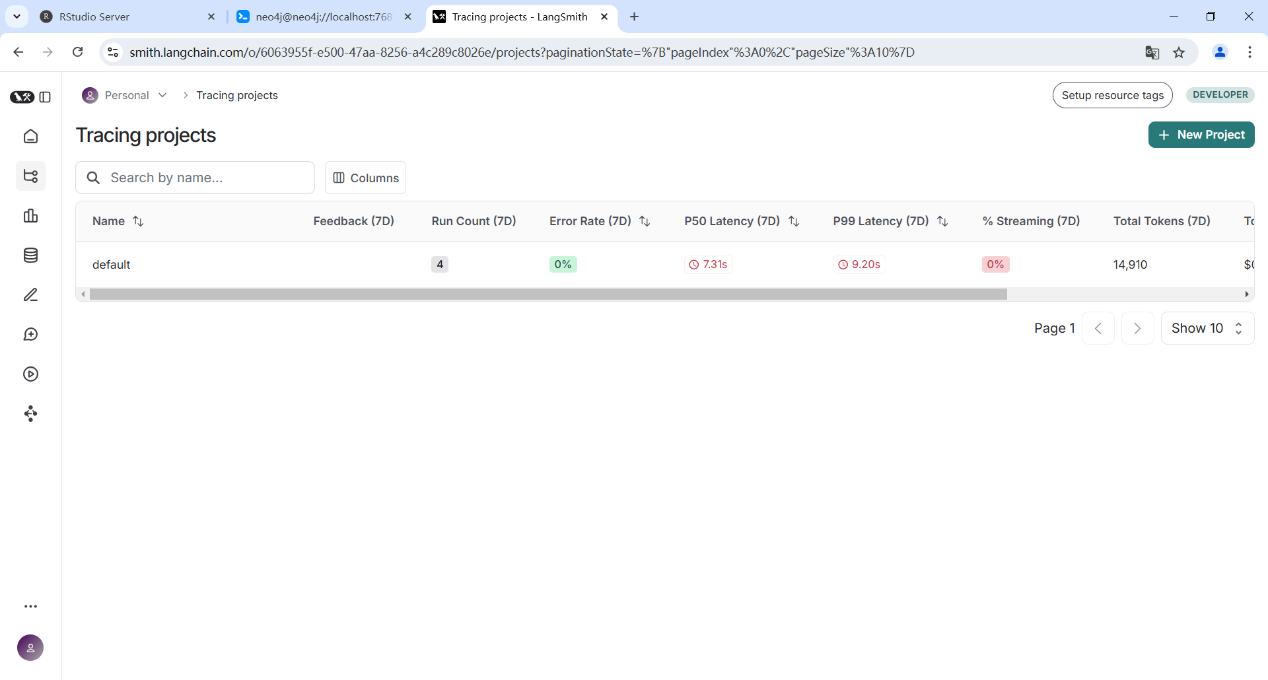 RStudio Server
neo4j@neo4j://localhost:768
Tracing projects - LangSmith
smith.langchain.com/o/6063955f-e500-47aa-8256-a4c289c8026e/projects?paginationState=%7B"pageIndex"%3A0%2C"pageSize"%3A10%7D
Personal
Tracing projects
Setup resource tags
DEVELOPER
Tracing projects
+ New Project
Search by name...
Columns
Name Feedback (7D) Run Count (7D) Error Rate (7D) P50 Latency (7D) P99 Latency (7D) % Streaming (7D) Total Tokens (7D) To
default 4 0% 7.31s 9.20s 0% 14,910 $0
Page 1
Show 10